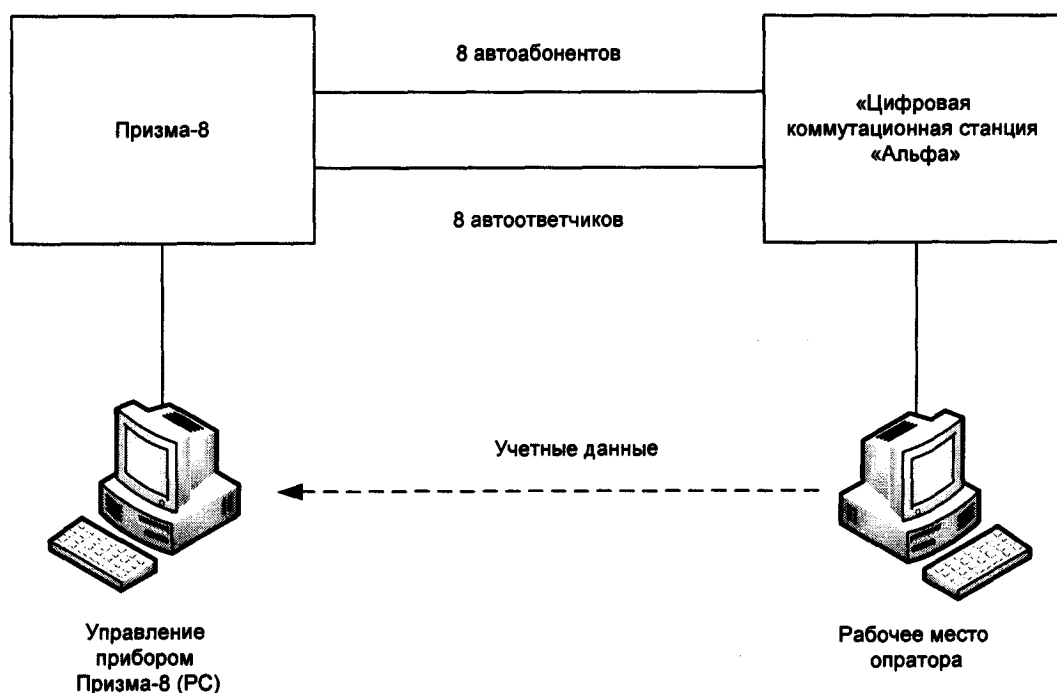 8 автоабонентов
Призма-8
«Цифровая
коммутационная станция
«Альфа»
8 автоответчиков
Учетные данные
Управление
прибором
Призма-8 (PC)
Рабочее место
опратора